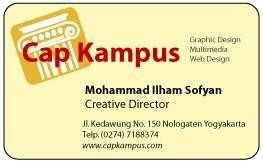 Cap Kampus
Graphic Design
Multimedia
Web Design
Mohammad Ilham Sofyan
Creative Director
Jl. Kedawung No. 150 Nologaten Yogyakarta
Telp. (0274) 7188374
www.capkampus.com